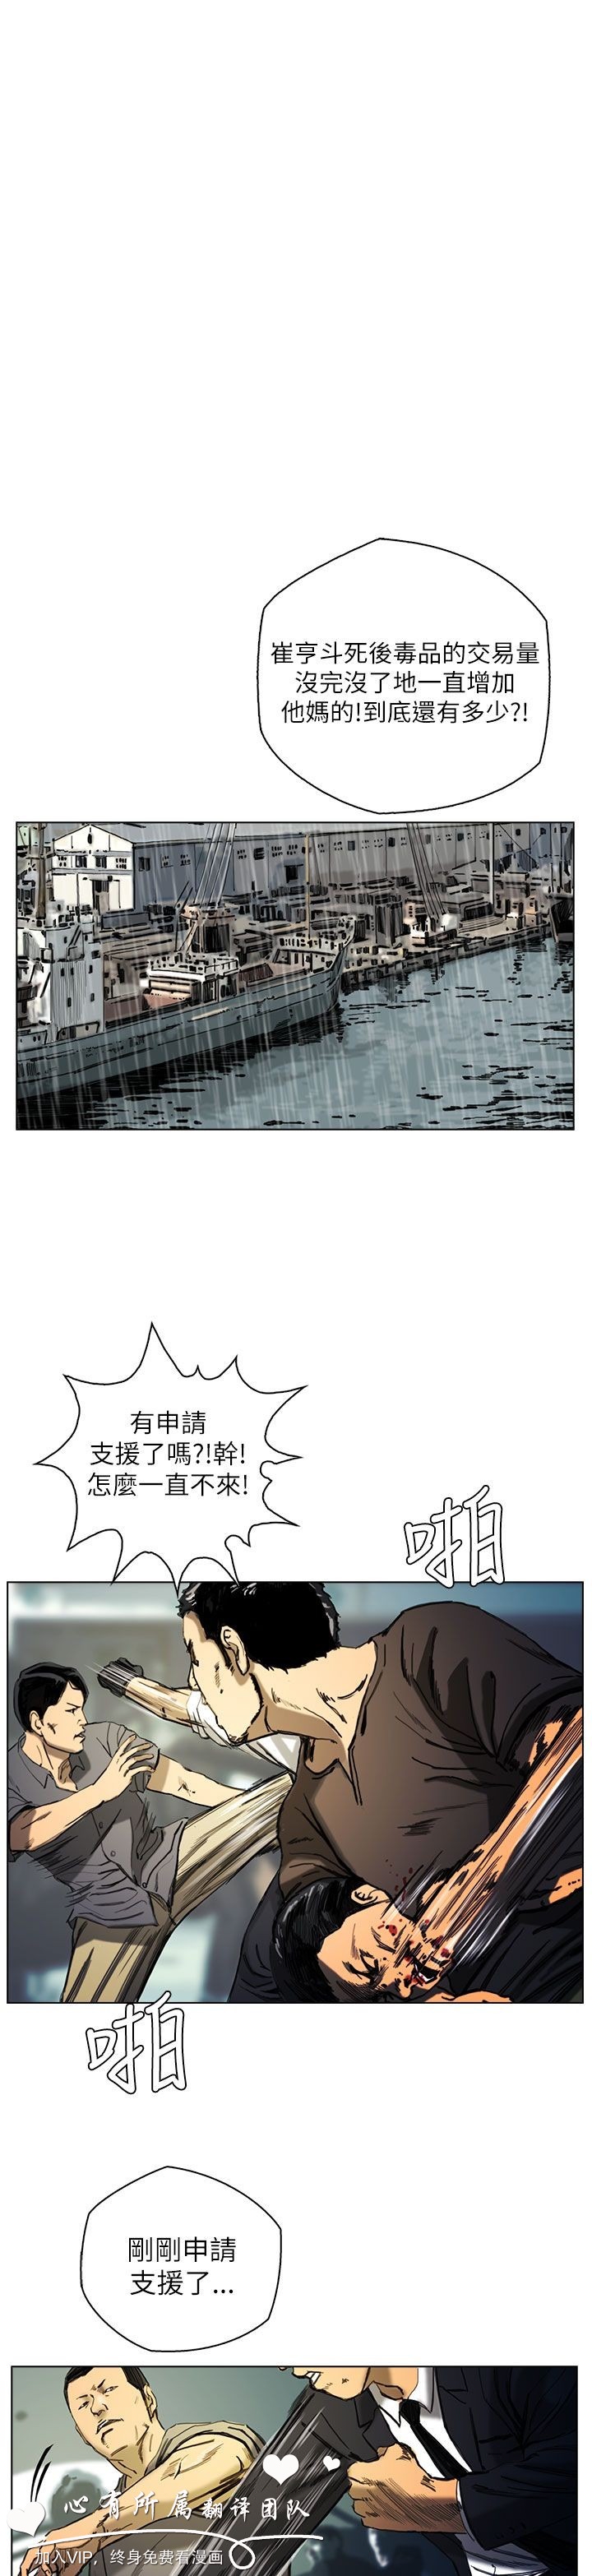 崔亨斗死後毒品的交易量
沒完沒了地一直增加
他媽的!到底還有多少?!
有申請
支援了嗎?!幹!
怎麼一直不來!
啪
啪
剛剛申請
支援了...
心有所属翻译团队
加入VIP，终身免费看漫画